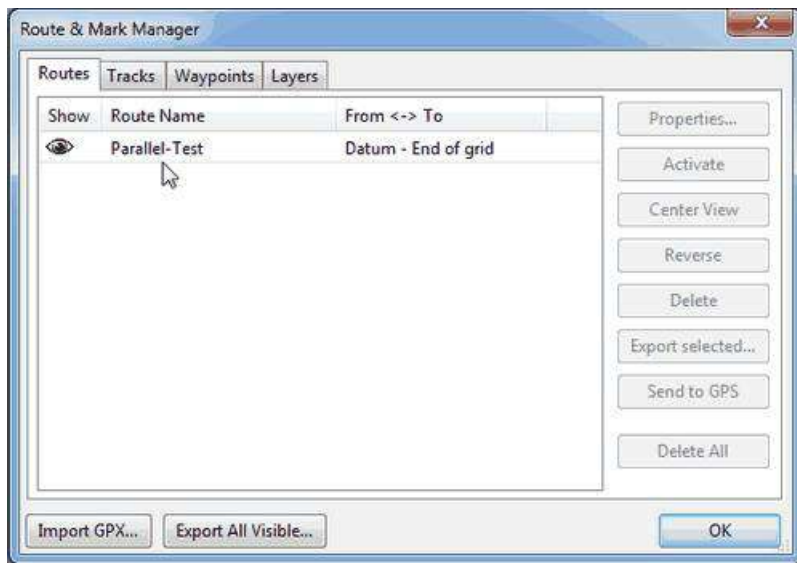 Route & Mark Manager
Routes Tracks Waypoints Layers
Show Route Name From <-> To
Parallel-Test Datum - End of grid
Properties...
Activate
Center View
Reverse
Delete
Export selected...
Send to GPS
Delete All
Import GPX... Export All Visible... OK